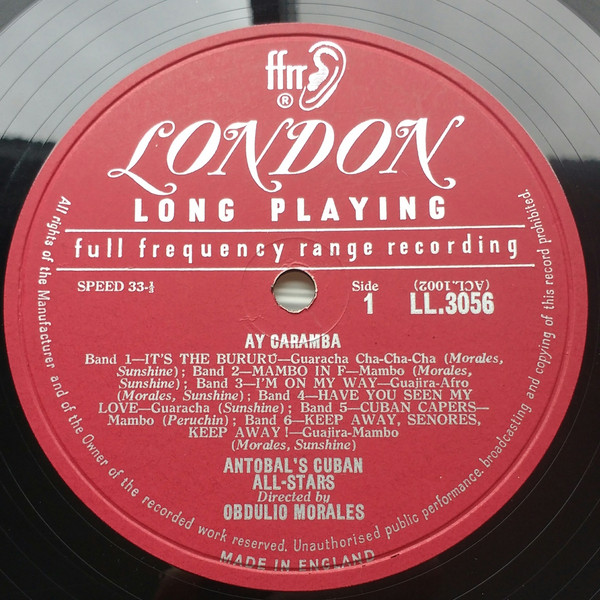 ffrr
®
LONDON
LONG PLAYING
full frequency range recording
SPEED 33-⅓
Side
1
(ACL.1002)
LL.3056
AY CARAMBA
Band 1—IT'S THE BURURÚ—Guaracha Cha-Cha-Cha (Morales,
Sunshine); Band 2—MAMBO IN F—Mambo (Morales,
Sunshine); Band 3—I'M ON MY WAY—Guajira-Afro
(Morales, Sunshine); Band 4—HAVE YOU SEEN MY
LOVE—Guaracha (Sunshine); Band 5—CUBAN CAPERS—
Mambo (Peruchin); Band 6—KEEP AWAY, SENORES,
KEEP AWAY!—Guajira-Mambo
(Morales, Sunshine)
ANTOBAL'S CUBAN
ALL-STARS
Directed by
OBDULIO MORALES
All rights of the Manufacturer and of the Owner of the recorded work reserved. Unauthorised public performance, broadcasting and copying of this record prohibited.
MADE IN ENGLAND